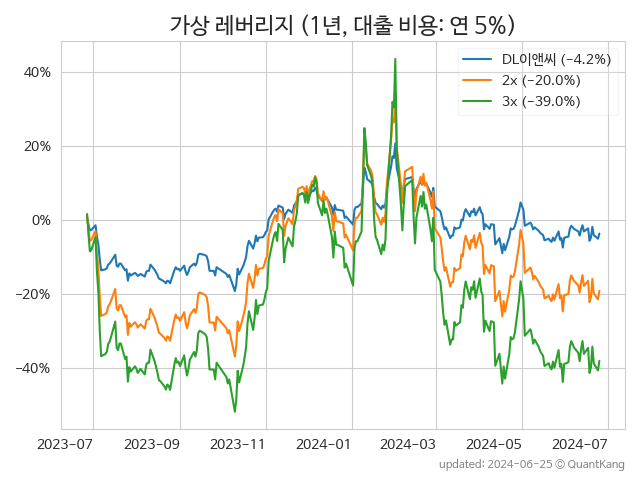 가상 레버리지 (1년, 대출 비용: 연 5%)
DL이앤씨 (−4.2%)
2x (−20.0%)
3x (−39.0%)
40%
20%
0%
−20%
−40%
2023-07 2023-09 2023-11 2024-01 2024-03 2024-05 2024-07
updated: 2024-06-25 © QuantKang